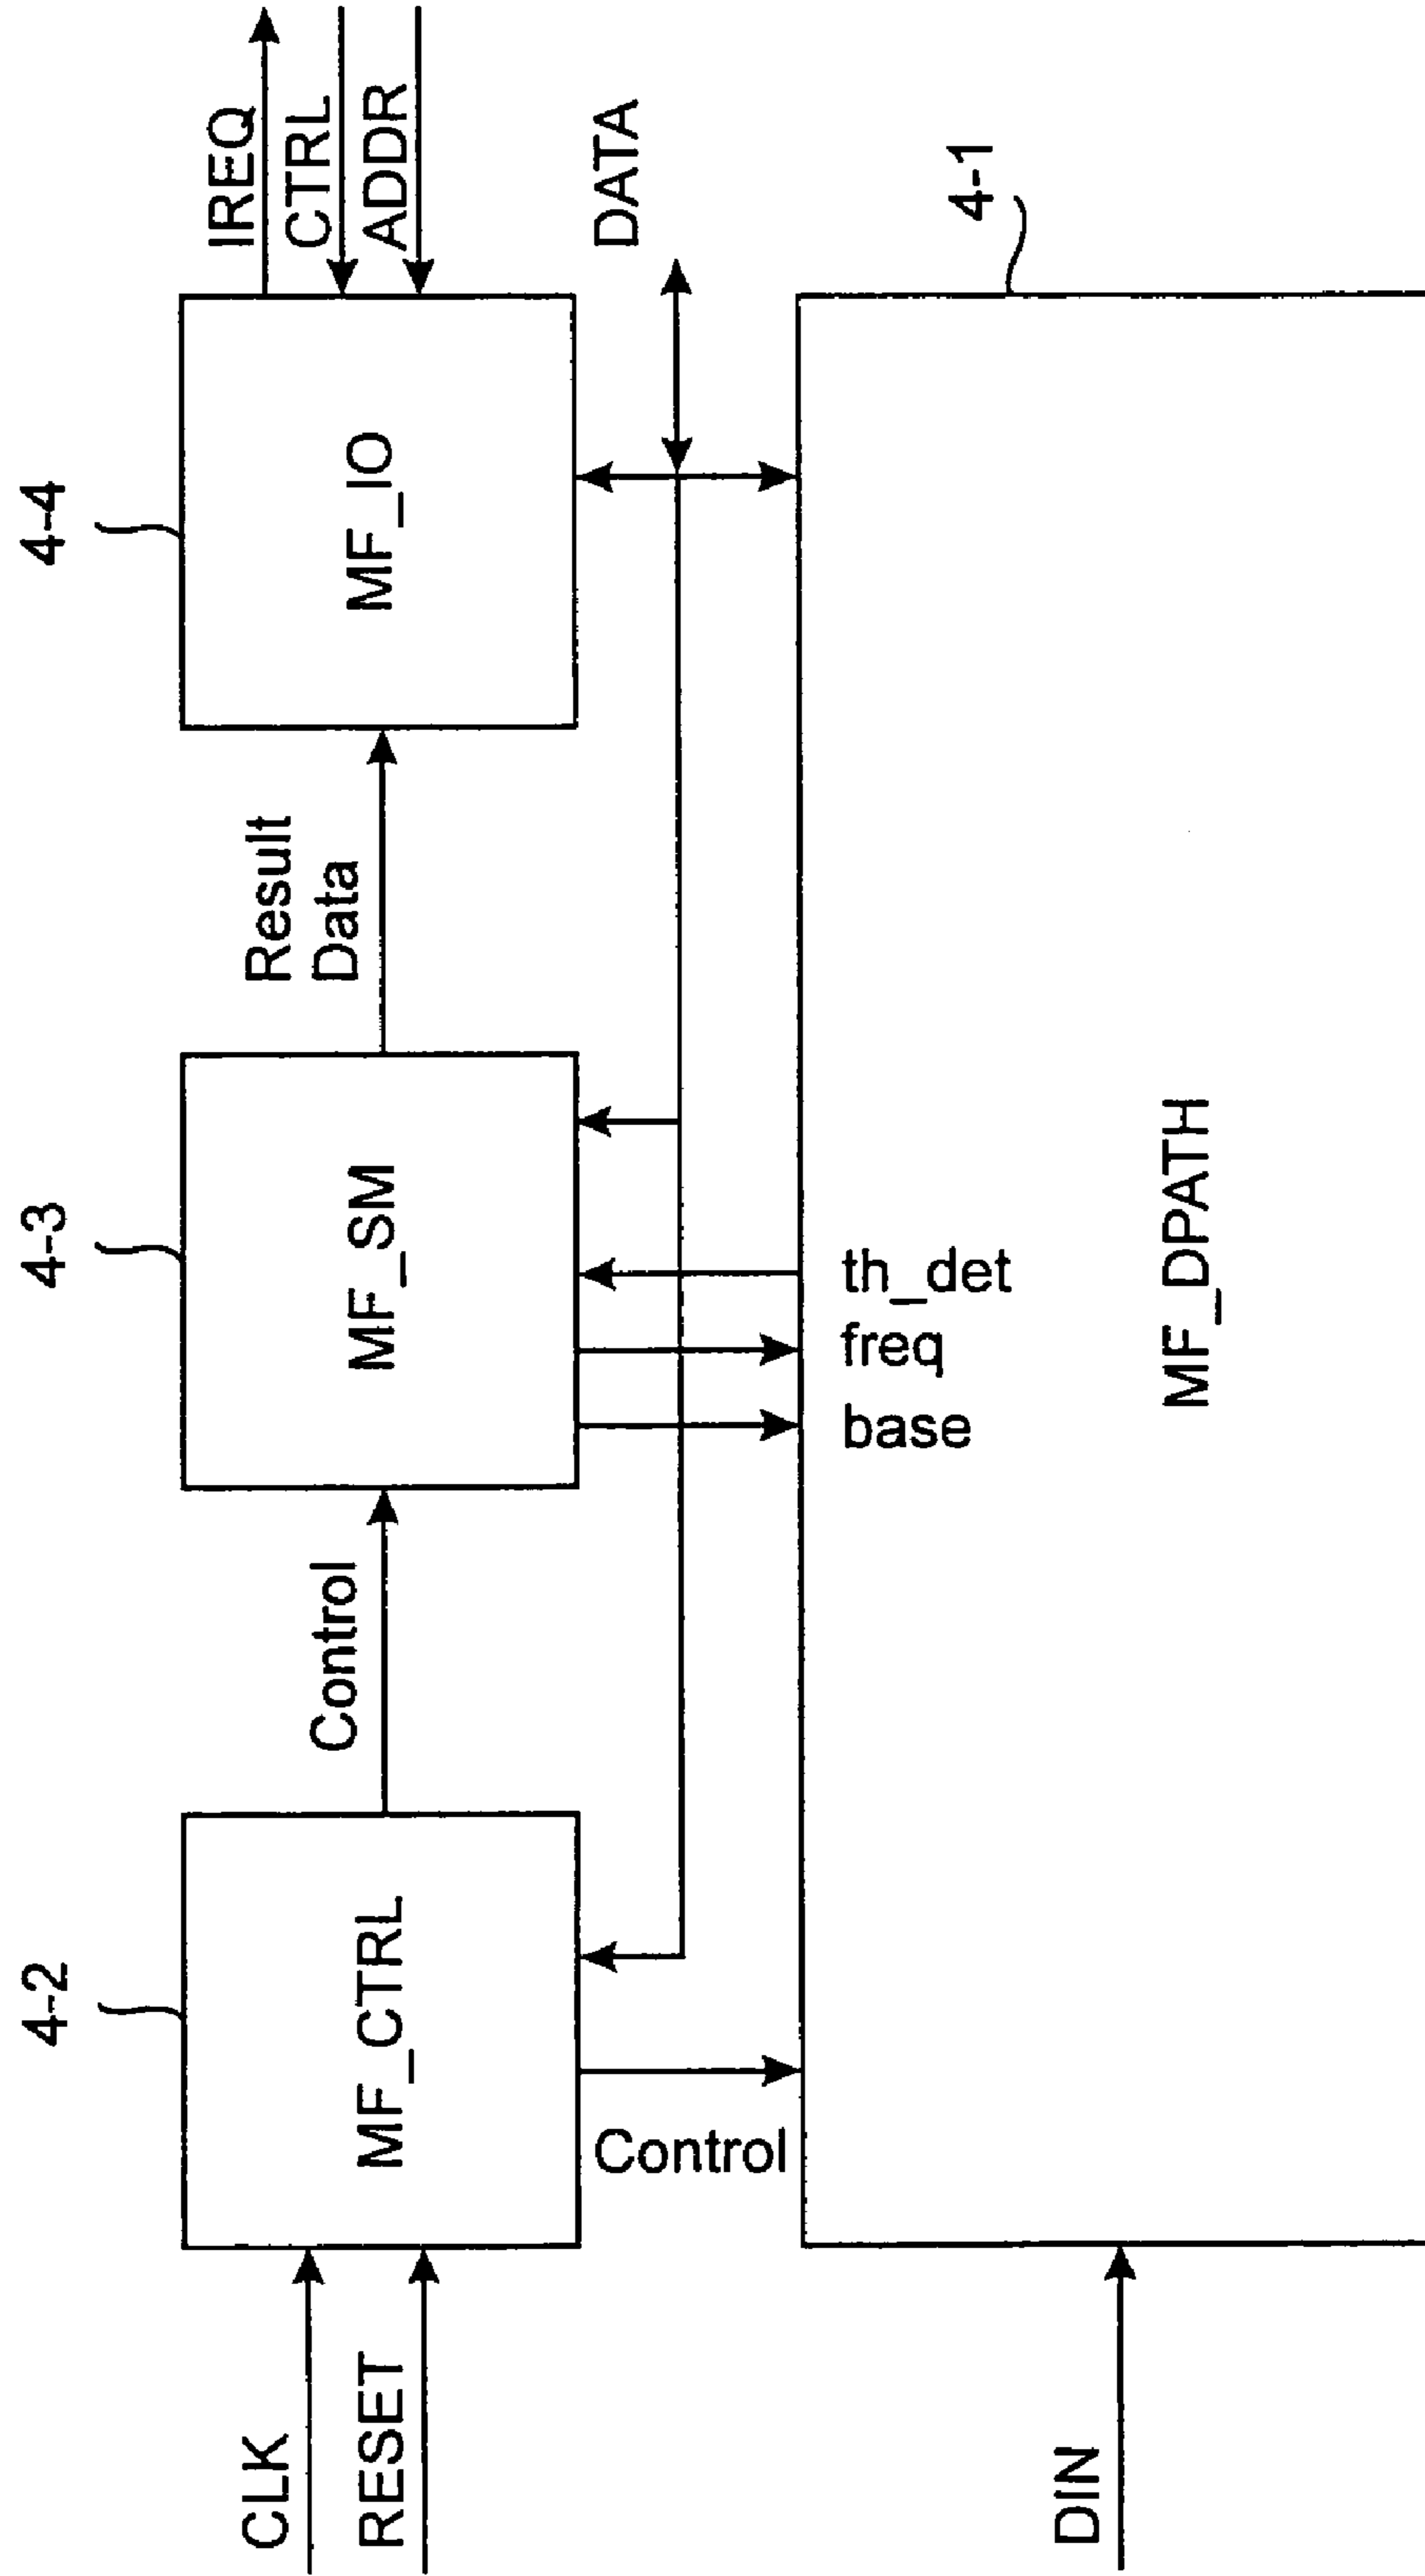 4-2
4-3
4-4
IREQ
CTRL
ADDR
CLK
RESET
MF_CTRL
Control
MF_SM
Result
Data
MF_IO
DATA
Control
base
freq
th_det
4-1
DIN
MF_DPATH